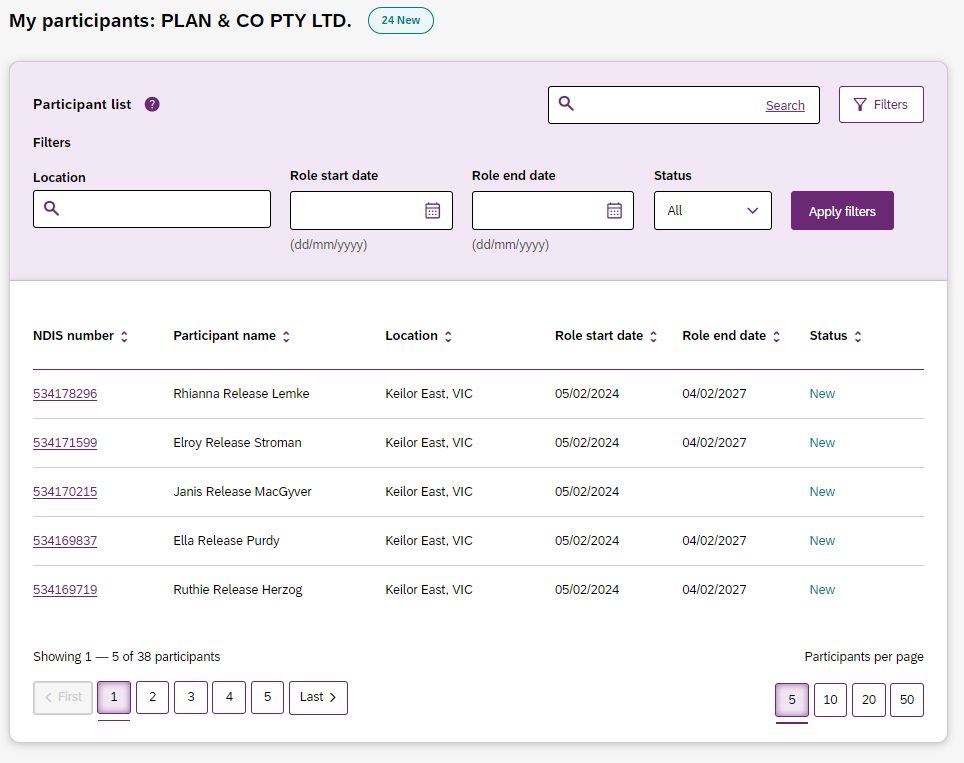 My participants: PLAN & CO PTY LTD. 24 New
Participant list ?
Search
Filters
Filters
Location
Role start date
Role end date
Status
All
Apply filters
(dd/mm/yyyy)
(dd/mm/yyyy)
NDIS number Participant name Location Role start date Role end date Status
534178296 Rhianna Release Lemke Keilor East, VIC 05/02/2024 04/02/2027 New
534171599 Elroy Release Stroman Keilor East, VIC 05/02/2024 04/02/2027 New
534170215 Janis Release MacGyver Keilor East, VIC 05/02/2024 New
534169837 Ella Release Purdy Keilor East, VIC 05/02/2024 04/02/2027 New
534169719 Ruthie Release Herzog Keilor East, VIC 05/02/2024 04/02/2027 New
Showing 1 — 5 of 38 participants
Participants per page
First 1 2 3 4 5 Last
5 10 20 50